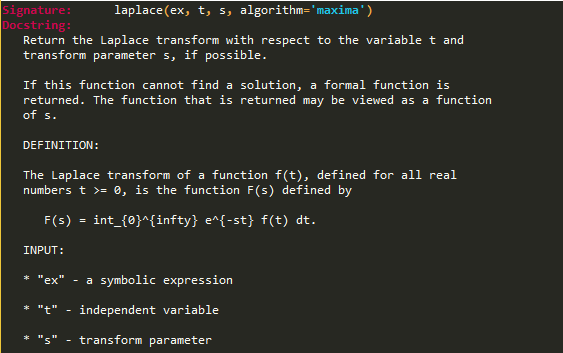 Signature:      laplace(ex, t, s, algorithm='maxima')
Docstring:
Return the Laplace transform with respect to the variable t and
transform parameter s, if possible.
If this function cannot find a solution, a formal function is
returned. The function that is returned may be viewed as a function
of s.
DEFINITION:
The Laplace transform of a function f(t), defined for all real
numbers t >= 0, is the function F(s) defined by
F(s) = int_{0}^{infty} e^{-st} f(t) dt.
INPUT:
* "ex" - a symbolic expression
* "t" - independent variable
* "s" - transform parameter